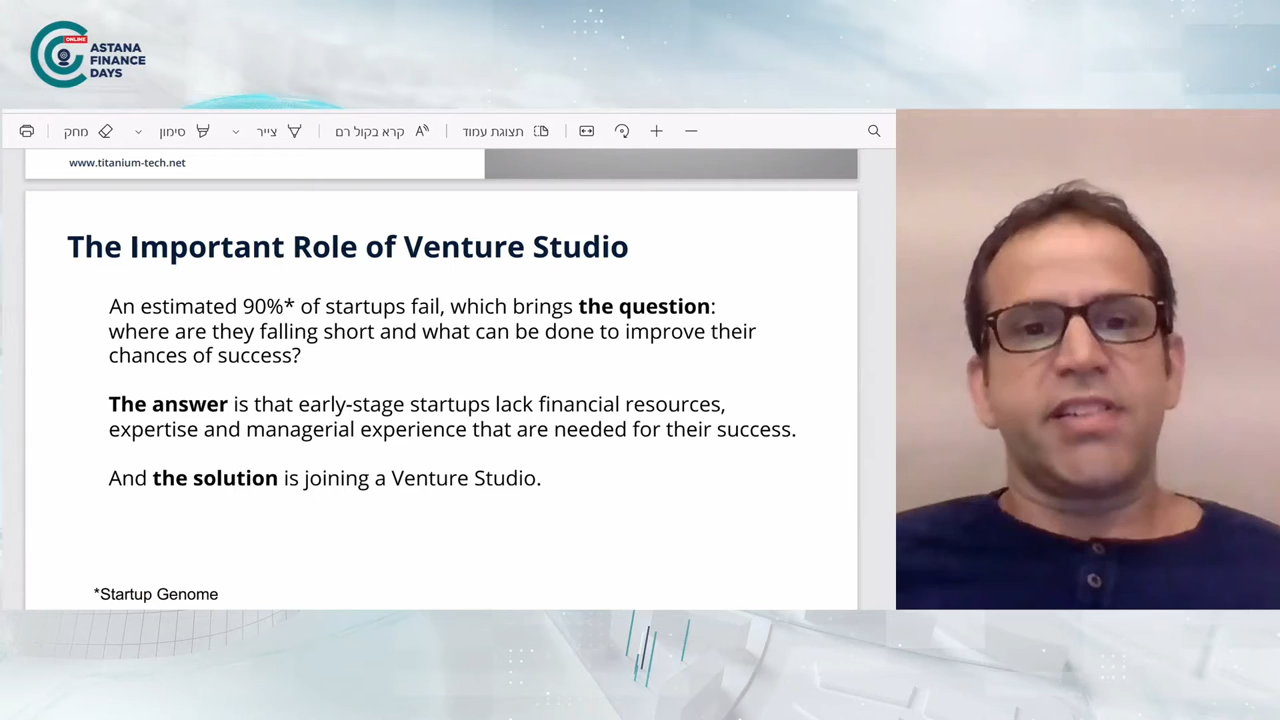 ONLINE
ASTANA
FINANCE
DAYS
מחק
סימון
צייר
קרא בקול רם
תצוגת עמוד
www.titanium-tech.net
The Important Role of Venture Studio
An estimated 90%* of startups fail, which brings the question:
where are they falling short and what can be done to improve their
chances of success?
The answer is that early-stage startups lack financial resources,
expertise and managerial experience that are needed for their success.
And the solution is joining a Venture Studio.
*Startup Genome